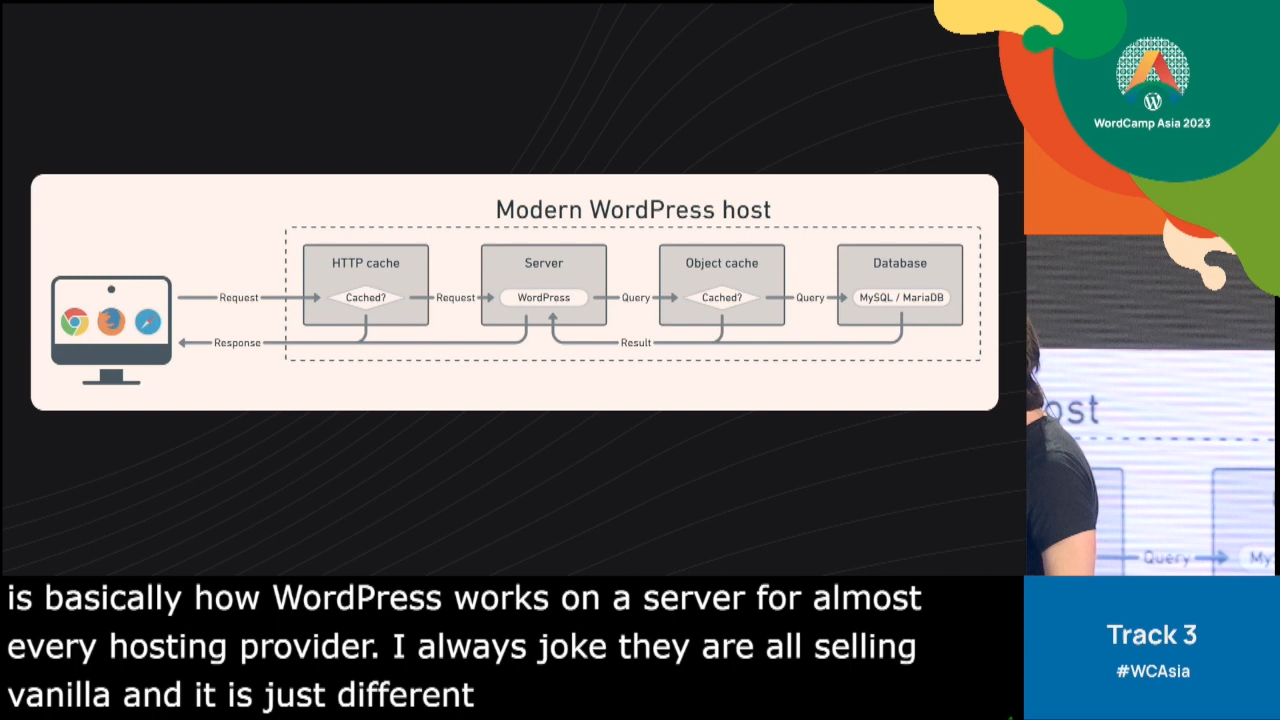 WordCamp Asia 2023
Modern WordPress host
HTTP cache
Server
Object cache
Database
Request
Cached?
Request
WordPress
Query
Cached?
Query
MySQL / MariaDB
Response
Result
ost
Query
My
is basically how WordPress works on a server for almost
every hosting provider. I always joke they are all selling
vanilla and it is just different
Track 3
#WCAsia